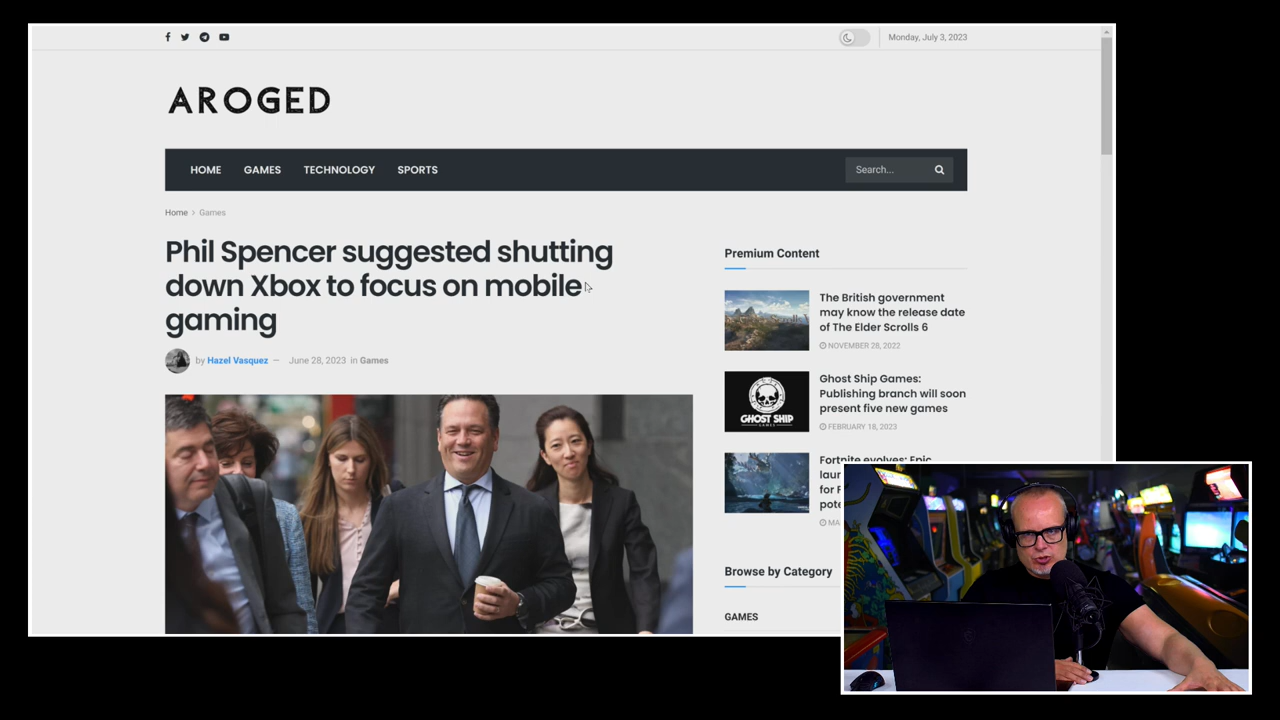 Monday, July 3, 2023
AROGED
HOME GAMES TECHNOLOGY SPORTS
Search...
Home > Games
Phil Spencer suggested shutting
down Xbox to focus on mobile
gaming
by Hazel Vasquez — June 28, 2023 in Games
Premium Content
The British government
may know the release date
of The Elder Scrolls 6
NOVEMBER 28, 2022
GHOST SHIP
GAMES
Ghost Ship Games:
Publishing branch will soon
present five new games
FEBRUARY 18, 2023
Fortnite evolves: Epic
Browse by Category
GAMES